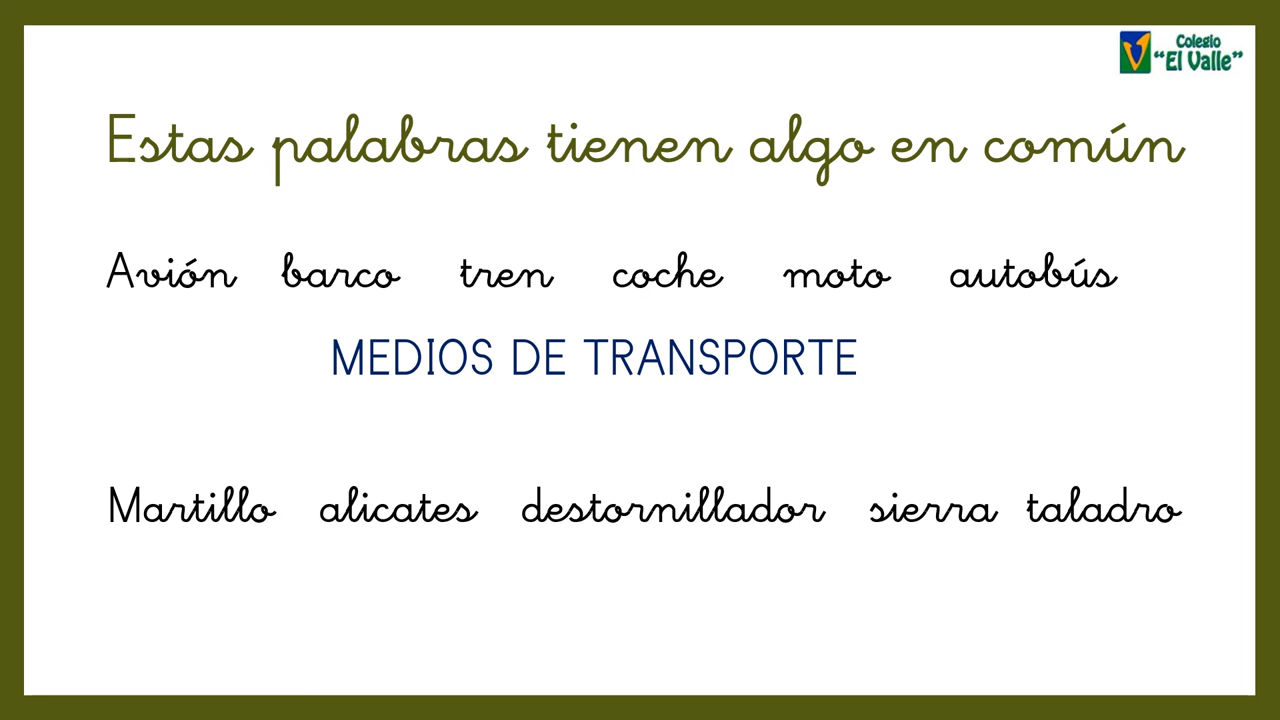 Colegio
"El Valle"
Estas palabras tienen algo en común
Avión barco tren coche moto autobús
MEDIOS DE TRANSPORTE
Martillo alicates destornillador sierra taladro